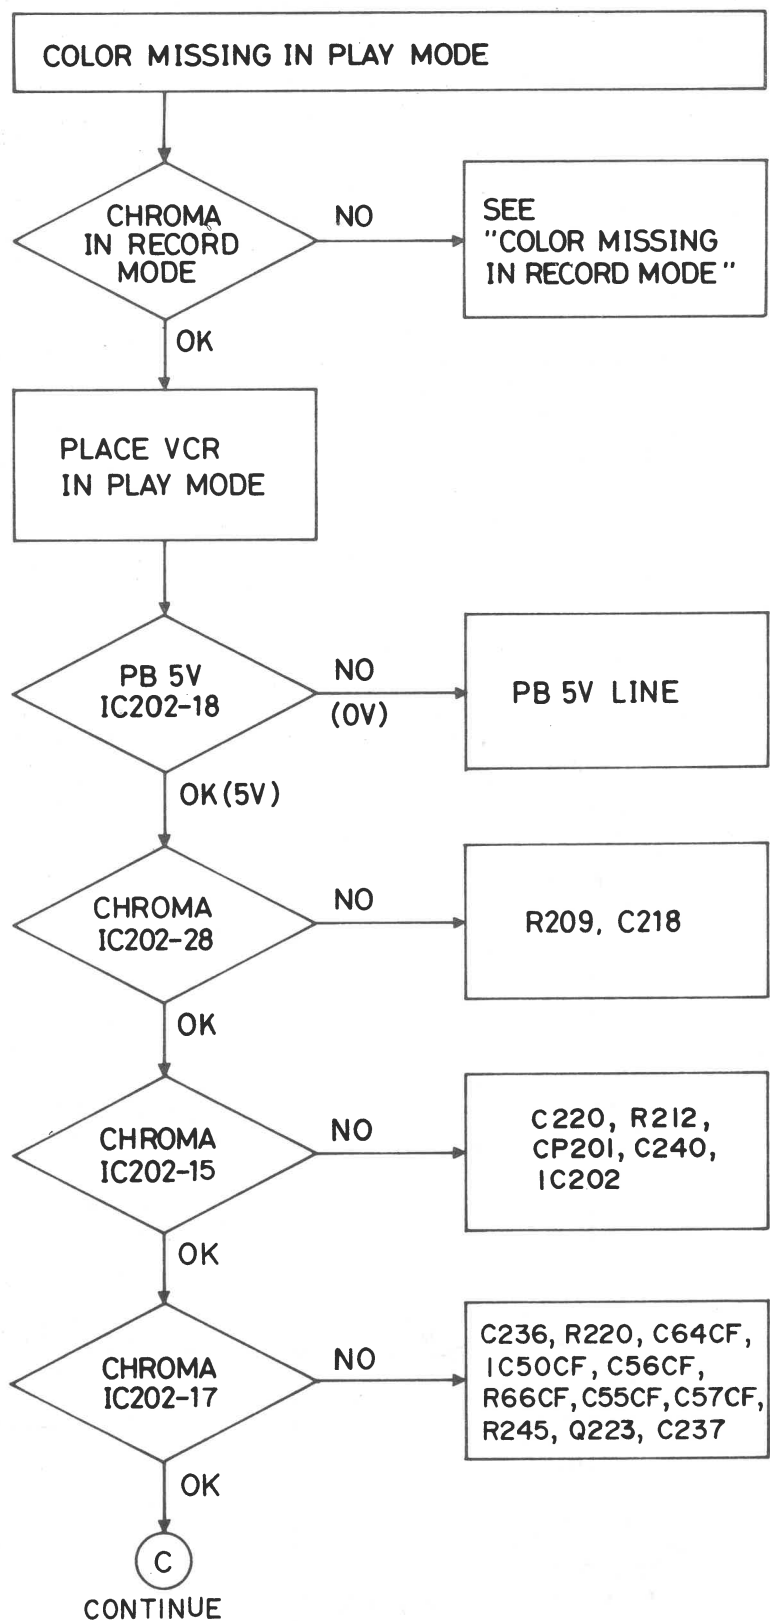 COLOR MISSING IN PLAY MODE
CHROMA
IN RECORD
MODE
NO
SEE
"COLOR MISSING
IN RECORD MODE"
OK
PLACE VCR
IN PLAY MODE
PB 5V
IC202-18
NO
(0V)
PB 5V LINE
OK(5V)
CHROMA
IC202-28
NO
R209, C218
OK
CHROMA
IC202-15
NO
C220, R212,
CP201, C240,
IC202
OK
CHROMA
IC202-17
NO
C236, R220, C64CF,
IC50CF, C56CF,
R66CF, C55CF, C57CF,
R245, Q223, C237
OK
C
CONTINUE